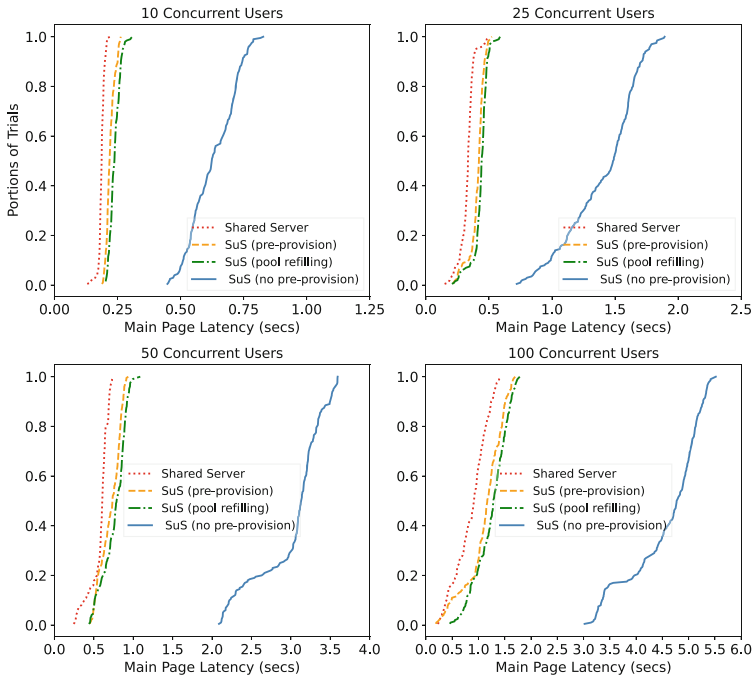 10 Concurrent Users
1.0
0.8
0.6
0.4
0.2
0.0
Portions of Trials
Shared Server
SuS (pre-provision)
SuS (pool refilling)
SuS (no pre-provision)
0.00 0.25 0.50 0.75 1.00 1.25
Main Page Latency (secs)
25 Concurrent Users
1.0
0.8
0.6
0.4
0.2
0.0
Shared Server
SuS (pre-provision)
SuS (pool refilling)
SuS (no pre-provision)
0.0 0.5 1.0 1.5 2.0 2.5
Main Page Latency (secs)
50 Concurrent Users
1.0
0.8
0.6
0.4
0.2
0.0
Shared Server
SuS (pre-provision)
SuS (pool refilling)
SuS (no pre-provision)
0.0 0.5 1.0 1.5 2.0 2.5 3.0 3.5 4.0
Main Page Latency (secs)
100 Concurrent Users
1.0
0.8
0.6
0.4
0.2
0.0
Shared Server
SuS (pre-provision)
SuS (pool refilling)
SuS (no pre-provision)
0.0 0.5 1.0 1.5 2.0 2.5 3.0 3.5 4.0 4.5 5.0 5.5 6.0
Main Page Latency (secs)